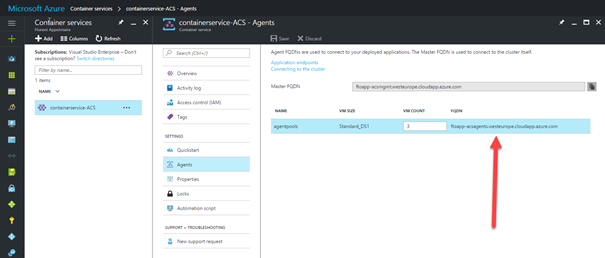 Microsoft Azure Container services > containerservice-ACS - Agents
Container services
Parent Appointuite
Add Columns Refresh
Subscriptions: Visual Studio Enterprise – Don't
see a subscription? Switch directories
Filter by name...
1 items
NAME
containerservice-ACS ...
containerservice-ACS - Agents
Container service
Search (Ctrl+/)
Overview
Activity log
Access control (IAM)
Tags
SETTINGS
Quickstart
Agents
Properties
Locks
Automation script
SUPPORT + TROUBLESHOOTING
New support request
Save Discard
Agent FQDNs are used to connect to your deployed applications. The Master FQDN is used to connect to the cluster itself.
Application endpoints
Connecting to the cluster
Master FQDN floapp-acsmgmt.westeurope.cloudapp.azure.com
NAME VM SIZE VM COUNT FQDN
agentpools Standard_DS1 3 floapp-acsagents.westeurope.cloudapp.azure.com